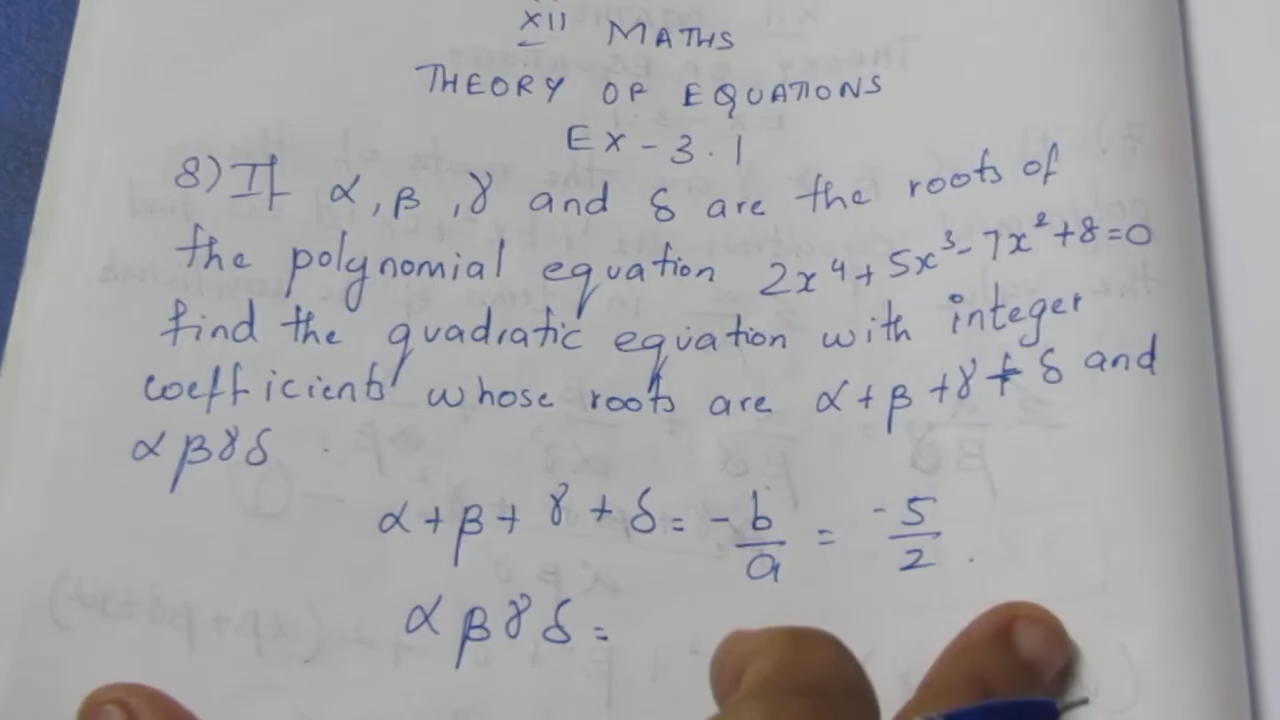 XII MATHS
THEORY OF EQUATIONS
EX-3.1
8) If α, β, γ and δ are the roots of
the polynomial equation 2x⁴+5x³-7x²+8=0
find the quadratic equation with integer
coefficients whose roots are α+β+γ+δ and
αβγδ.
α+β+γ+δ = -b/a = -5/2.
αβγδ =